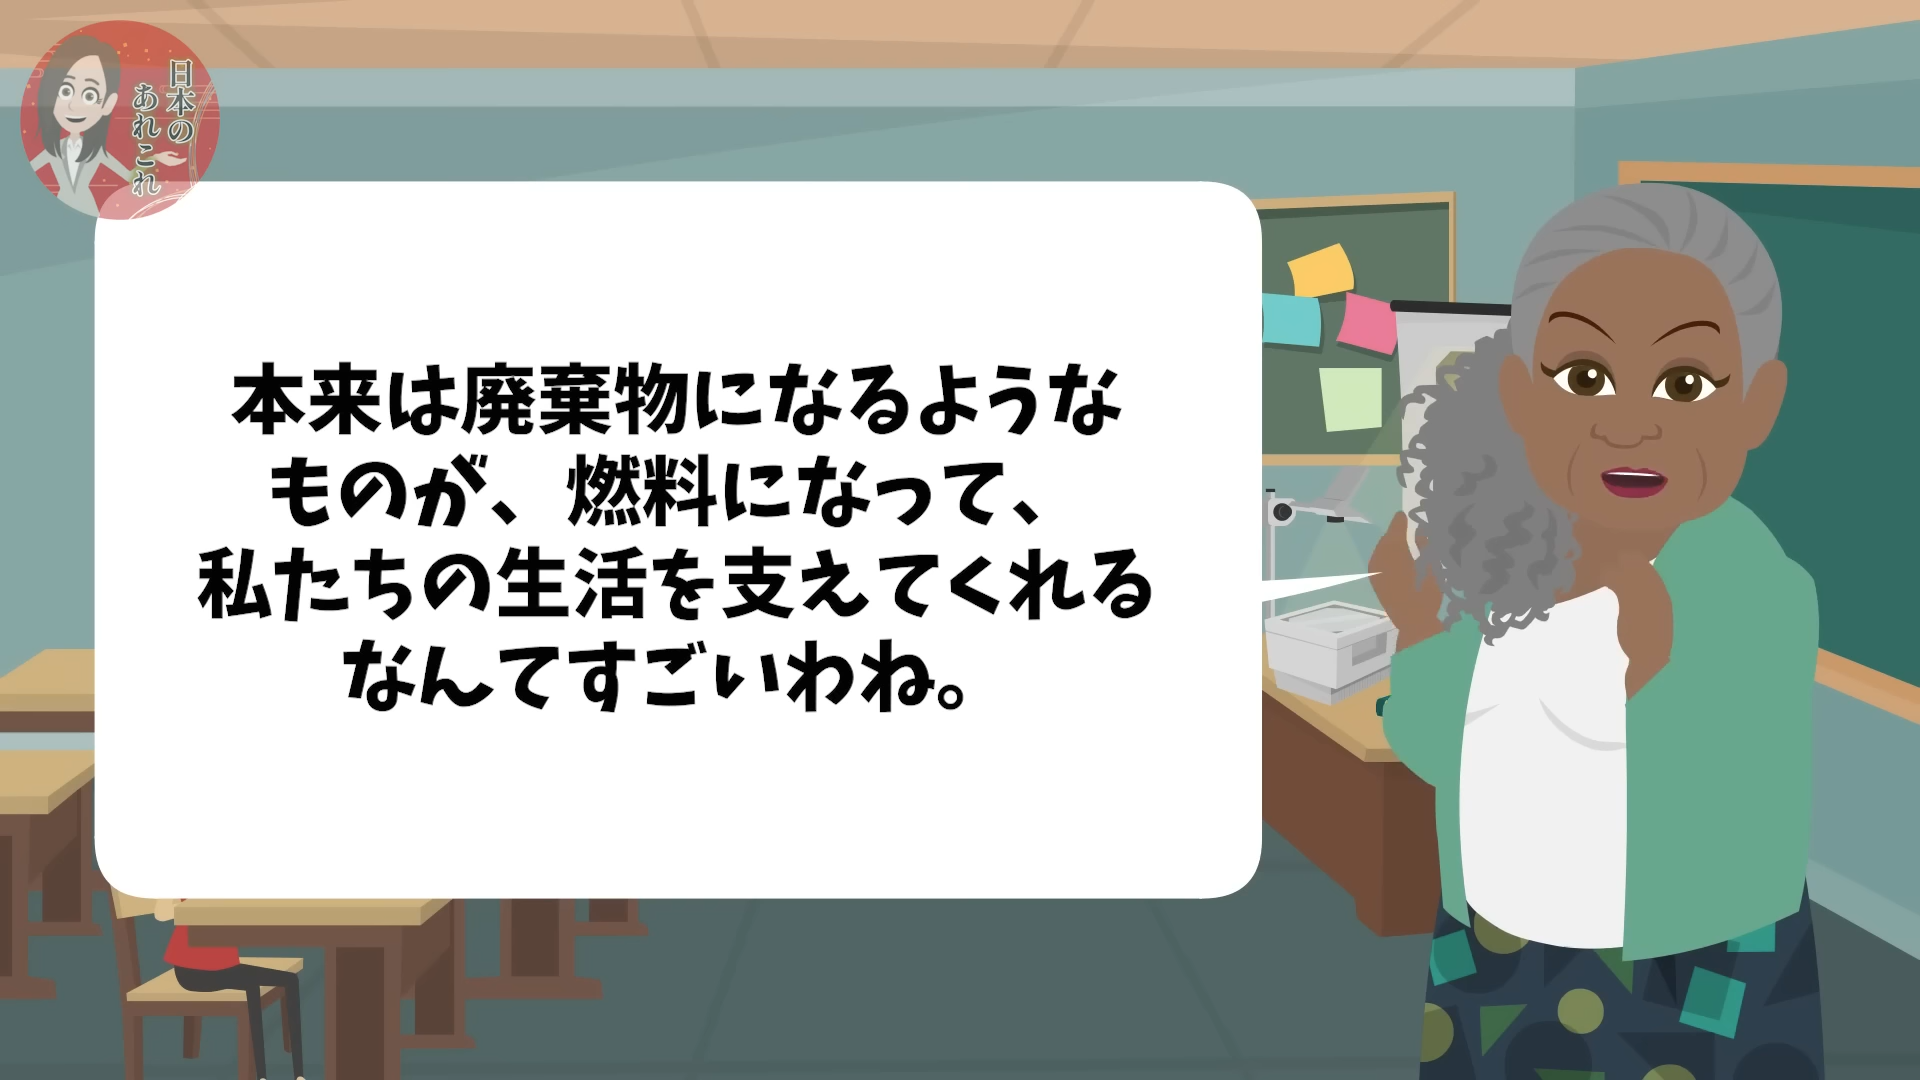 日本の
あれこれ
本来は廃棄物になるような
ものが、燃料になって、
私たちの生活を支えてくれる
なんてすごいわね。